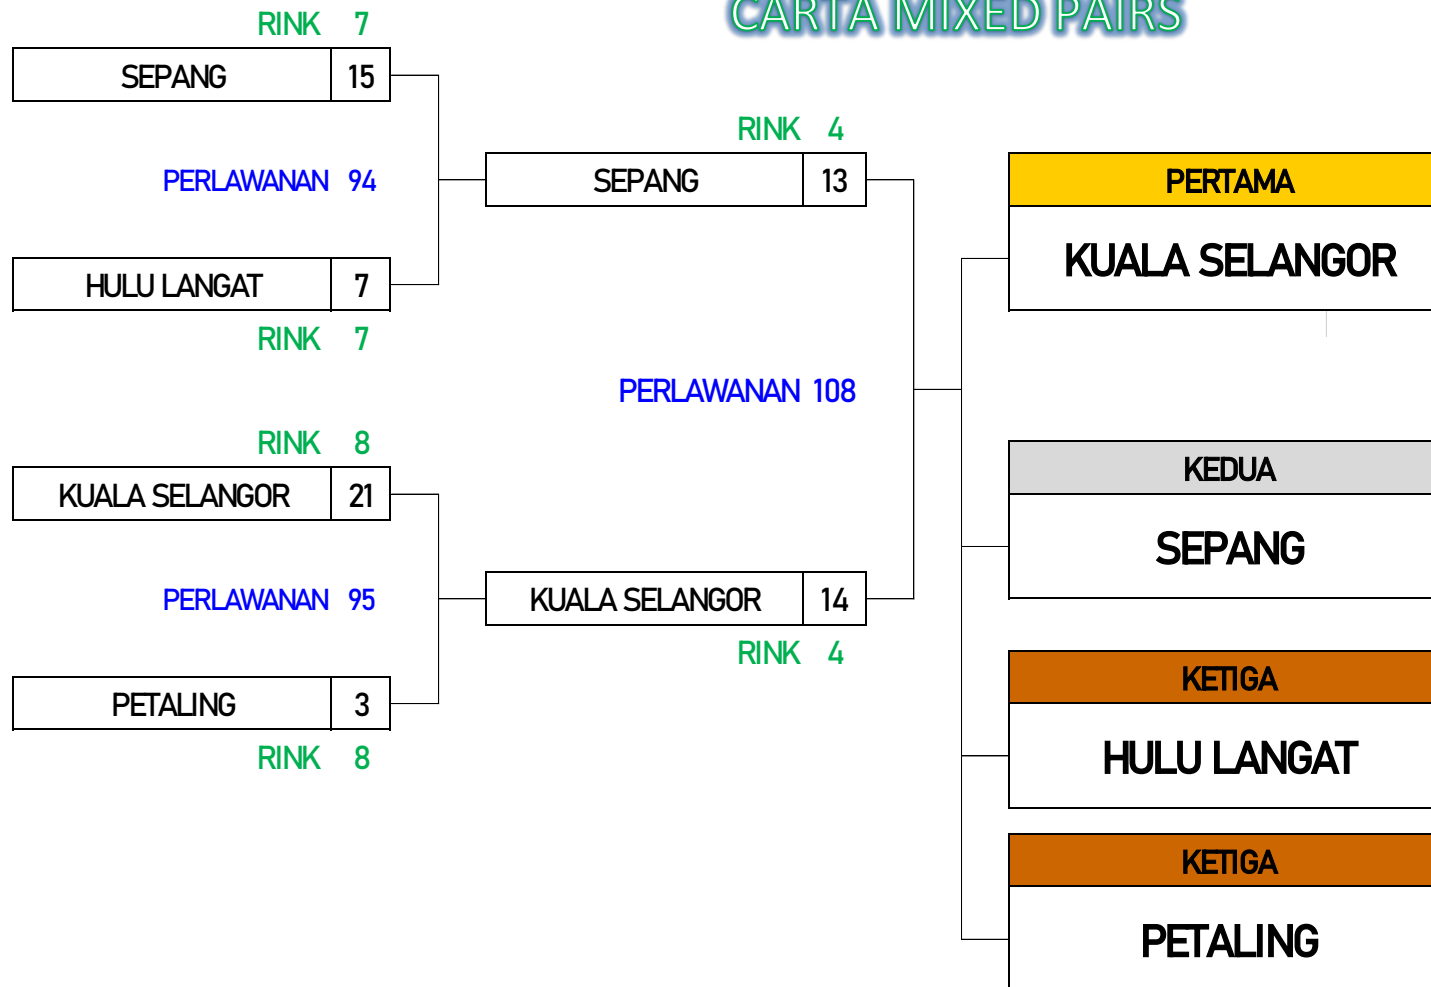 CARTA MIXED PAIRS
RINK 7
SEPANG 15
PERLAWANAN 94
HULU LANGAT 7
RINK 7
RINK 8
KUALA SELANGOR 21
PERLAWANAN 95
PETALING 3
RINK 8
RINK 4
SEPANG 13
PERLAWANAN 108
KUALA SELANGOR 14
RINK 4
PERTAMA
KUALA SELANGOR
KEDUA
SEPANG
KETIGA
HULU LANGAT
KETIGA
PETALING